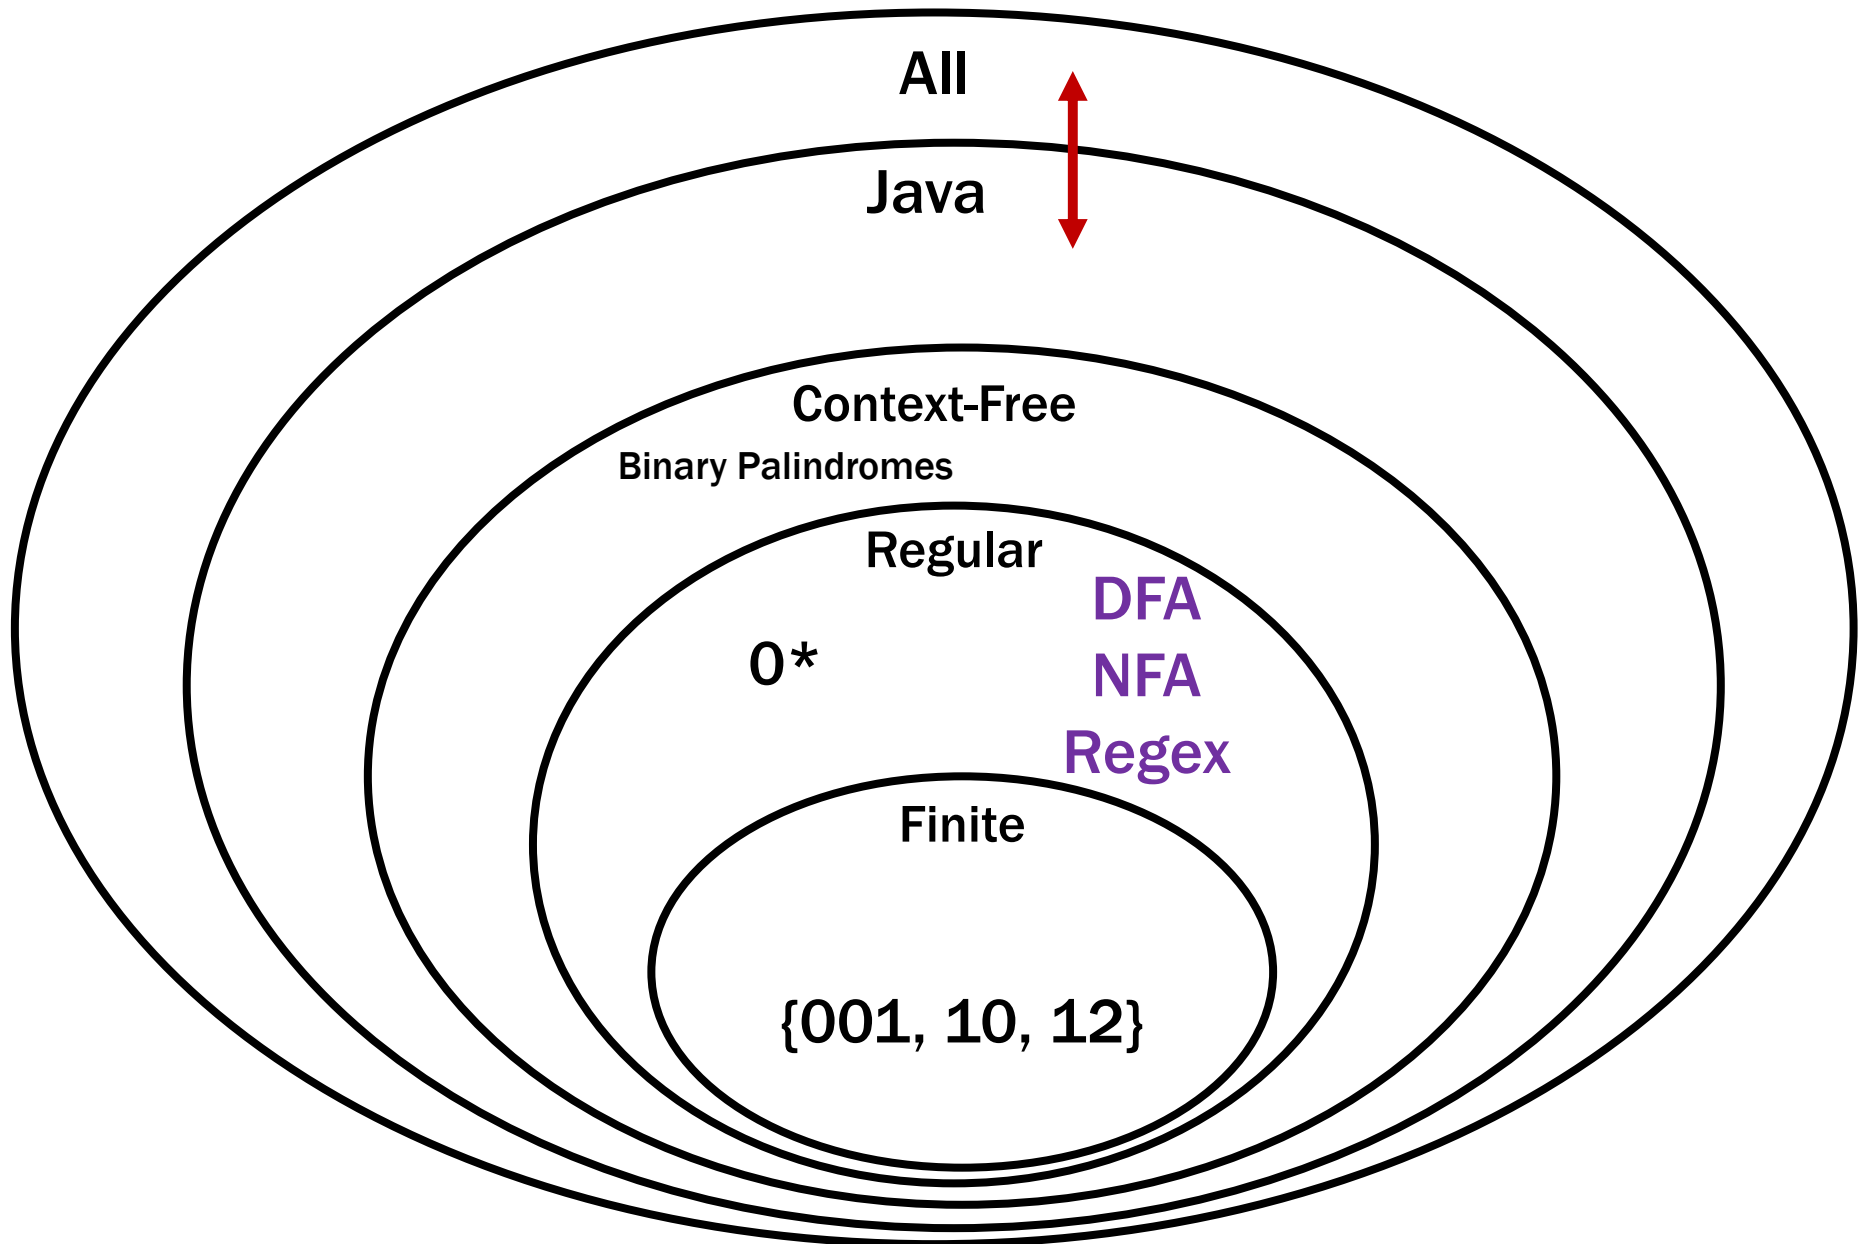 All
Java
Context-Free
Binary Palindromes
Regular
DFA
0*
NFA
Regex
Finite
{001, 10, 12}